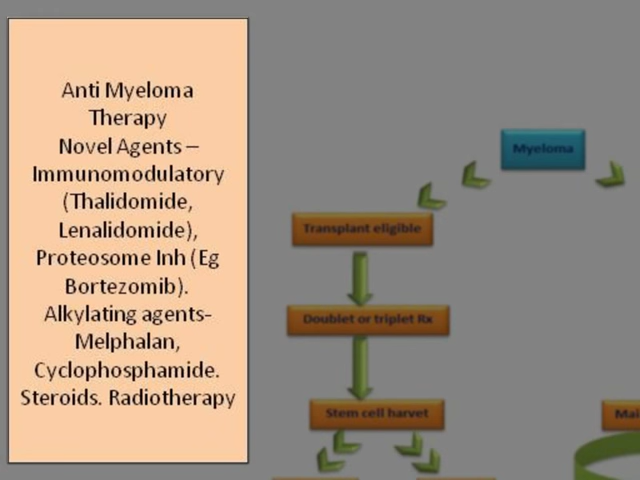 Anti Myeloma
Therapy
Novel Agents –
Immunomodulatory
(Thalidomide,
Lenalidomide),
Proteosome Inh (Eg
Bortezomib).
Alkylating agents-
Melphalan,
Cyclophosphamide.
Steroids. Radiotherapy
Myeloma
Transplant eligible
Doublet or triplet Rx
Stem cell harvet
Mai